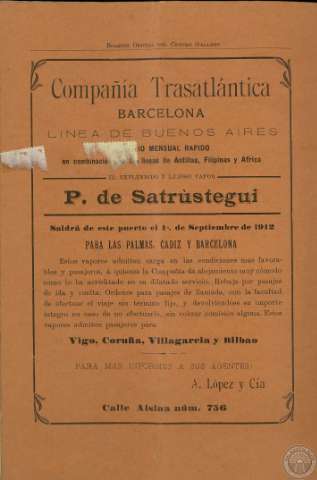 Boletín Oficial del Centro Gallego
Compañía Trasatlántica
BARCELONA
LINEA DE BUENOS AIRES
IO MENSUAL RAPIDO
en combinació líneas de Antillas, Filipinas y Africa
EL ESPLENDIDO Y LUJOSO VAPOR
P. de Satrústegui
Saldrá de este puerto el 1º. de Septiembre de 1912
PARA LAS PALMAS, CADIZ Y BARCELONA
Estos vapores admiten carga en las condiciones mas favora-
bles y pasajeros, á quienes la Compañía da alojamiento muy cómodo
como lo ha acreditado en su dilatado servicio. Rebaja por pasajes
de ida y vuelta. Ordenes para pasajes de llamada, con la facultad
de efectuar el viaje sin término fijo, y devolviéndose su importe
íntegro en caso de no efectuarlo, sin cobrar comisión alguna. Estos
vapores admiten pasajeros para
Vigo, Coruña, Villagarcía y Bilbao
PARA MAS INFORMES A SUS AGENTES:
A. López y Cía
Calle Alsina núm. 756